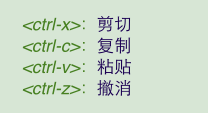 <ctrl-x>: 剪切
<ctrl-c>: 复制
<ctrl-v>: 粘贴
<ctrl-z>: 撤消